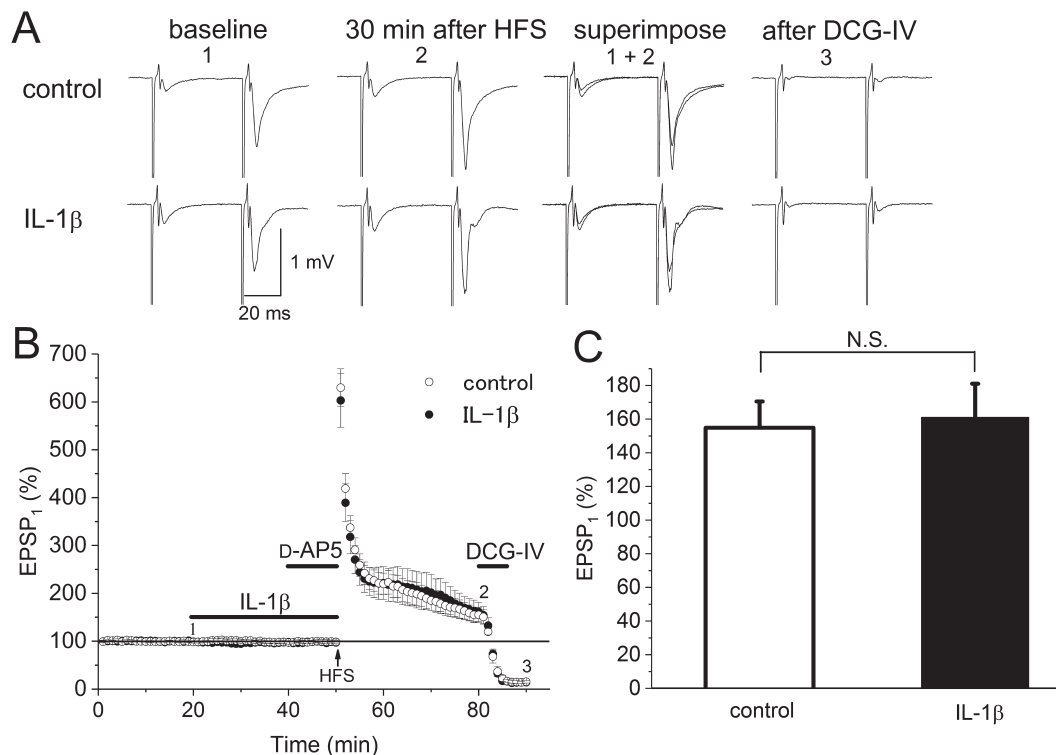 A
baseline
30 min after HFS
superimpose
after DCG-IV
1
2
1 + 2
3
control
IL-1β
1 mV
20 ms
B
700
600
500
400
300
200
100
0
EPSP1 (%)
control
IL-1β
D-AP5
DCG-IV
IL-1β
1
2
3
HFS
0
20
40
60
80
Time (min)
C
N.S.
180
160
140
120
100
80
60
40
20
0
EPSP1 (%)
control
IL-1β